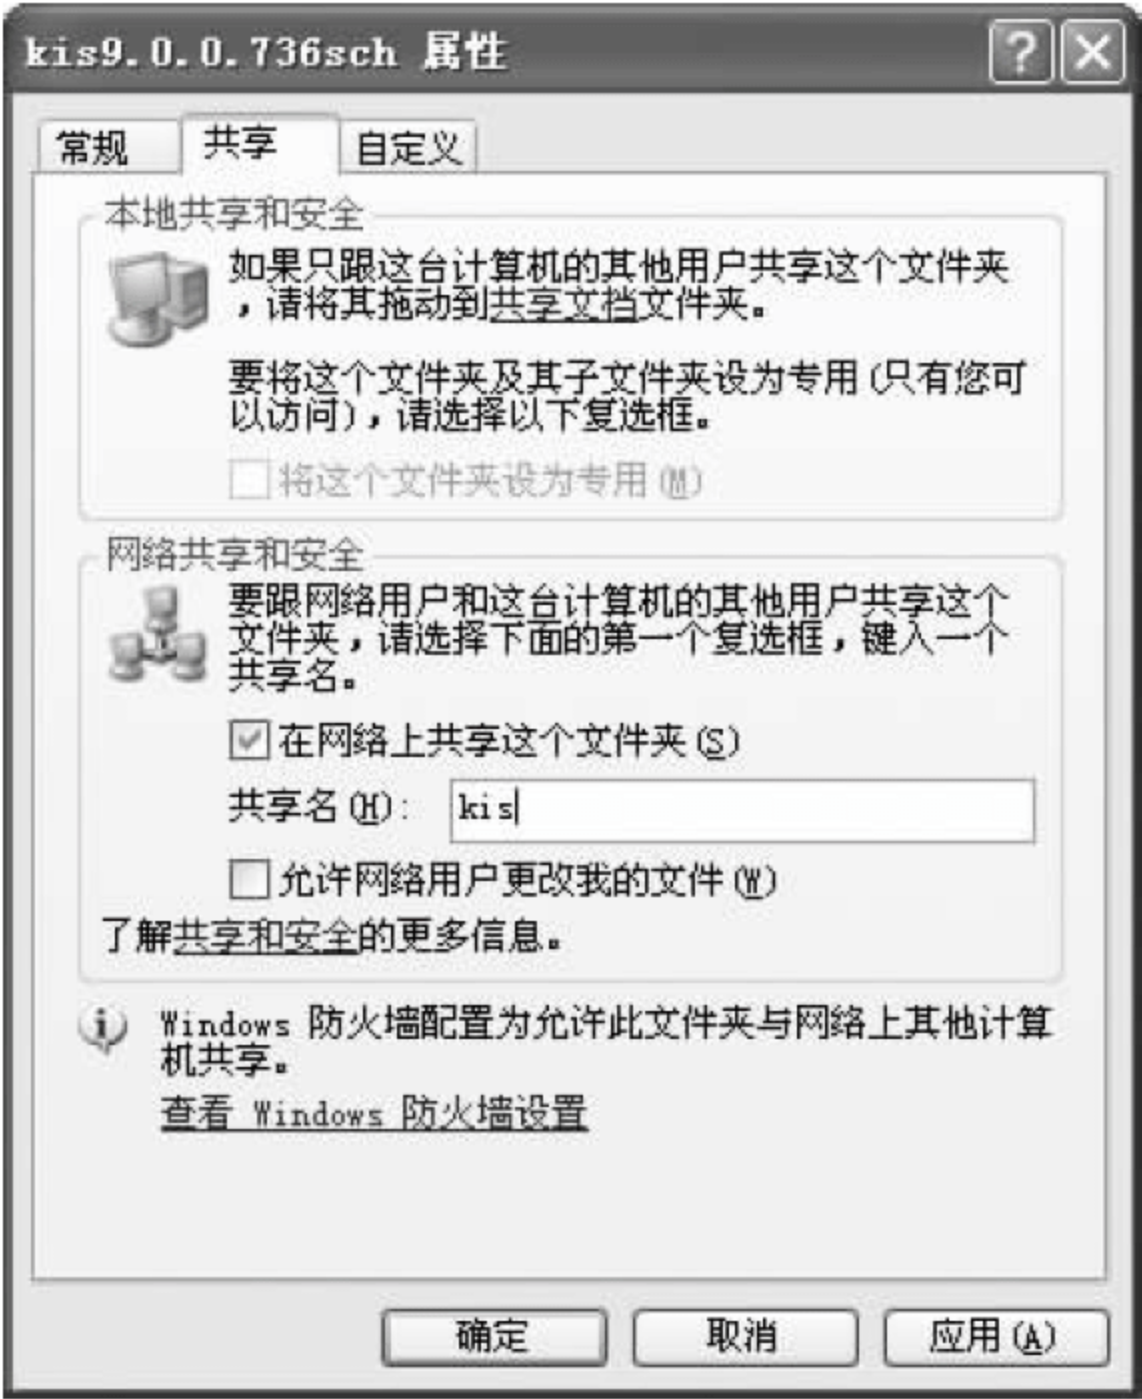 kis9.0.0.736sch 属性
常规 共享 自定义
本地共享和安全
如果只跟这台计算机的其他用户共享这个文件夹
，请将其拖动到共享文档文件夹。
要将这个文件夹及其子文件夹设为专用(只有您可
以访问)，请选择以下复选框。
将这个文件夹设为专用(M)
网络共享和安全
要跟网络用户和这台计算机的其他用户共享这个
文件夹，请选择下面的第一个复选框，键入一个
共享名。
在网络上共享这个文件夹(S)
共享名(H): kis
允许网络用户更改我的文件(W)
了解共享和安全的更多信息。
Windows 防火墙配置为允许此文件夹与网络上其他计算
机共享。
查看 Windows 防火墙设置
确定 取消 应用(A)